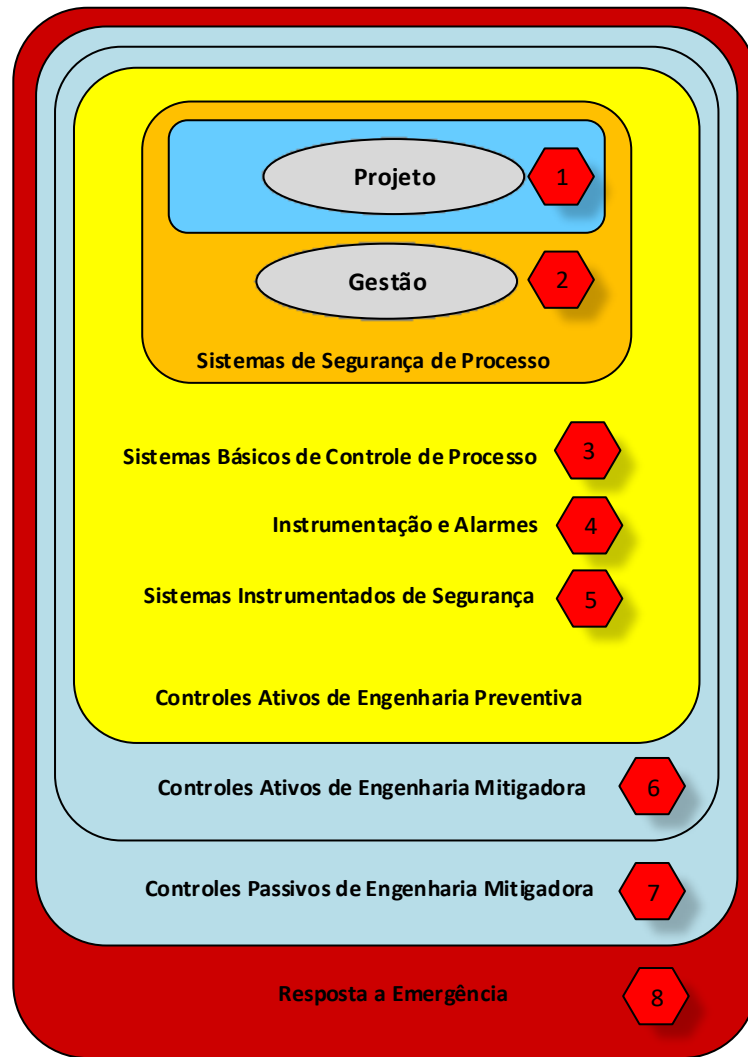 Projeto 1
Gestão 2
Sistemas de Segurança de Processo
Sistemas Básicos de Controle de Processo 3
Instrumentação e Alarmes 4
Sistemas Instrumentados de Segurança 5
Controles Ativos de Engenharia Preventiva
Controles Ativos de Engenharia Mitigadora 6
Controles Passivos de Engenharia Mitigadora 7
Resposta a Emergência 8